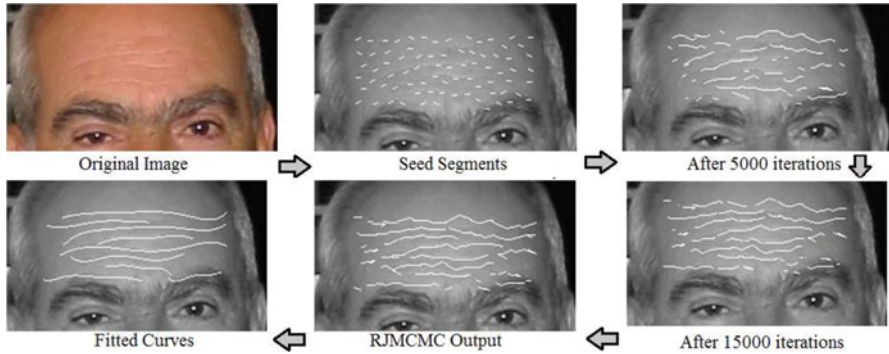 Original Image
Seed Segments
After 5000 iterations
Fitted Curves
RJMCMC Output
After 15000 iterations